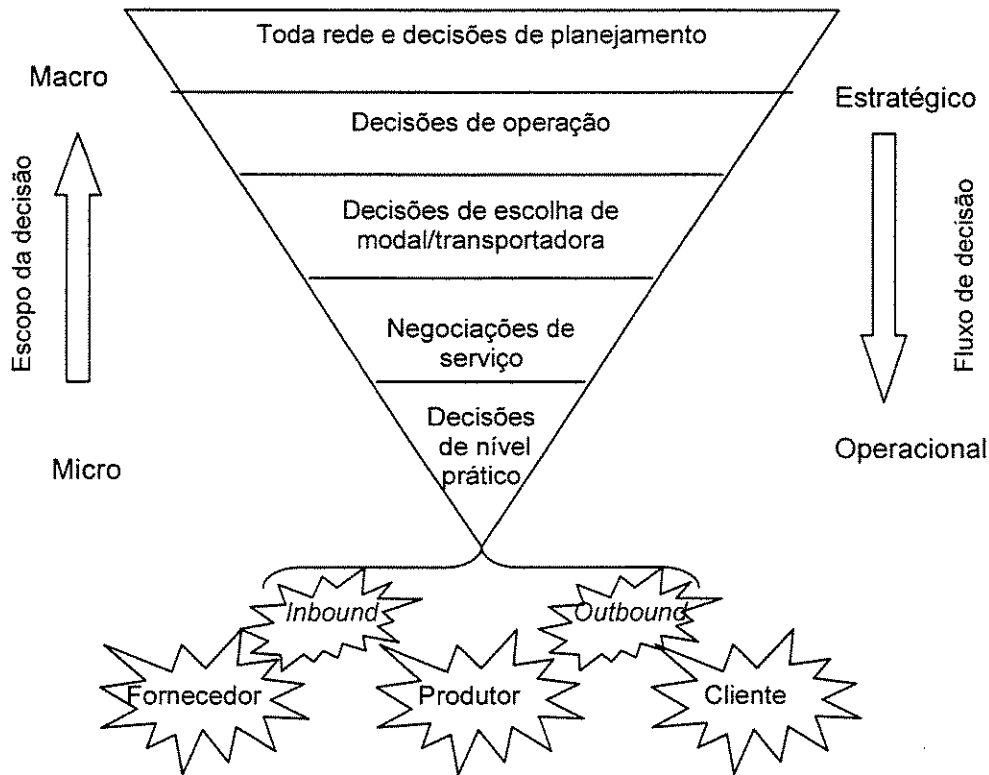 Toda rede e decisões de planejamento
Macro
Estratégico
Decisões de operação
Escopo da decisão
Decisões de escolha de
modal/transportadora
Fluxo de decisão
Negociações de
serviço
Decisões
de nível
prático
Micro
Operacional
Inbound
Outbound
Fornecedor
Produtor
Cliente